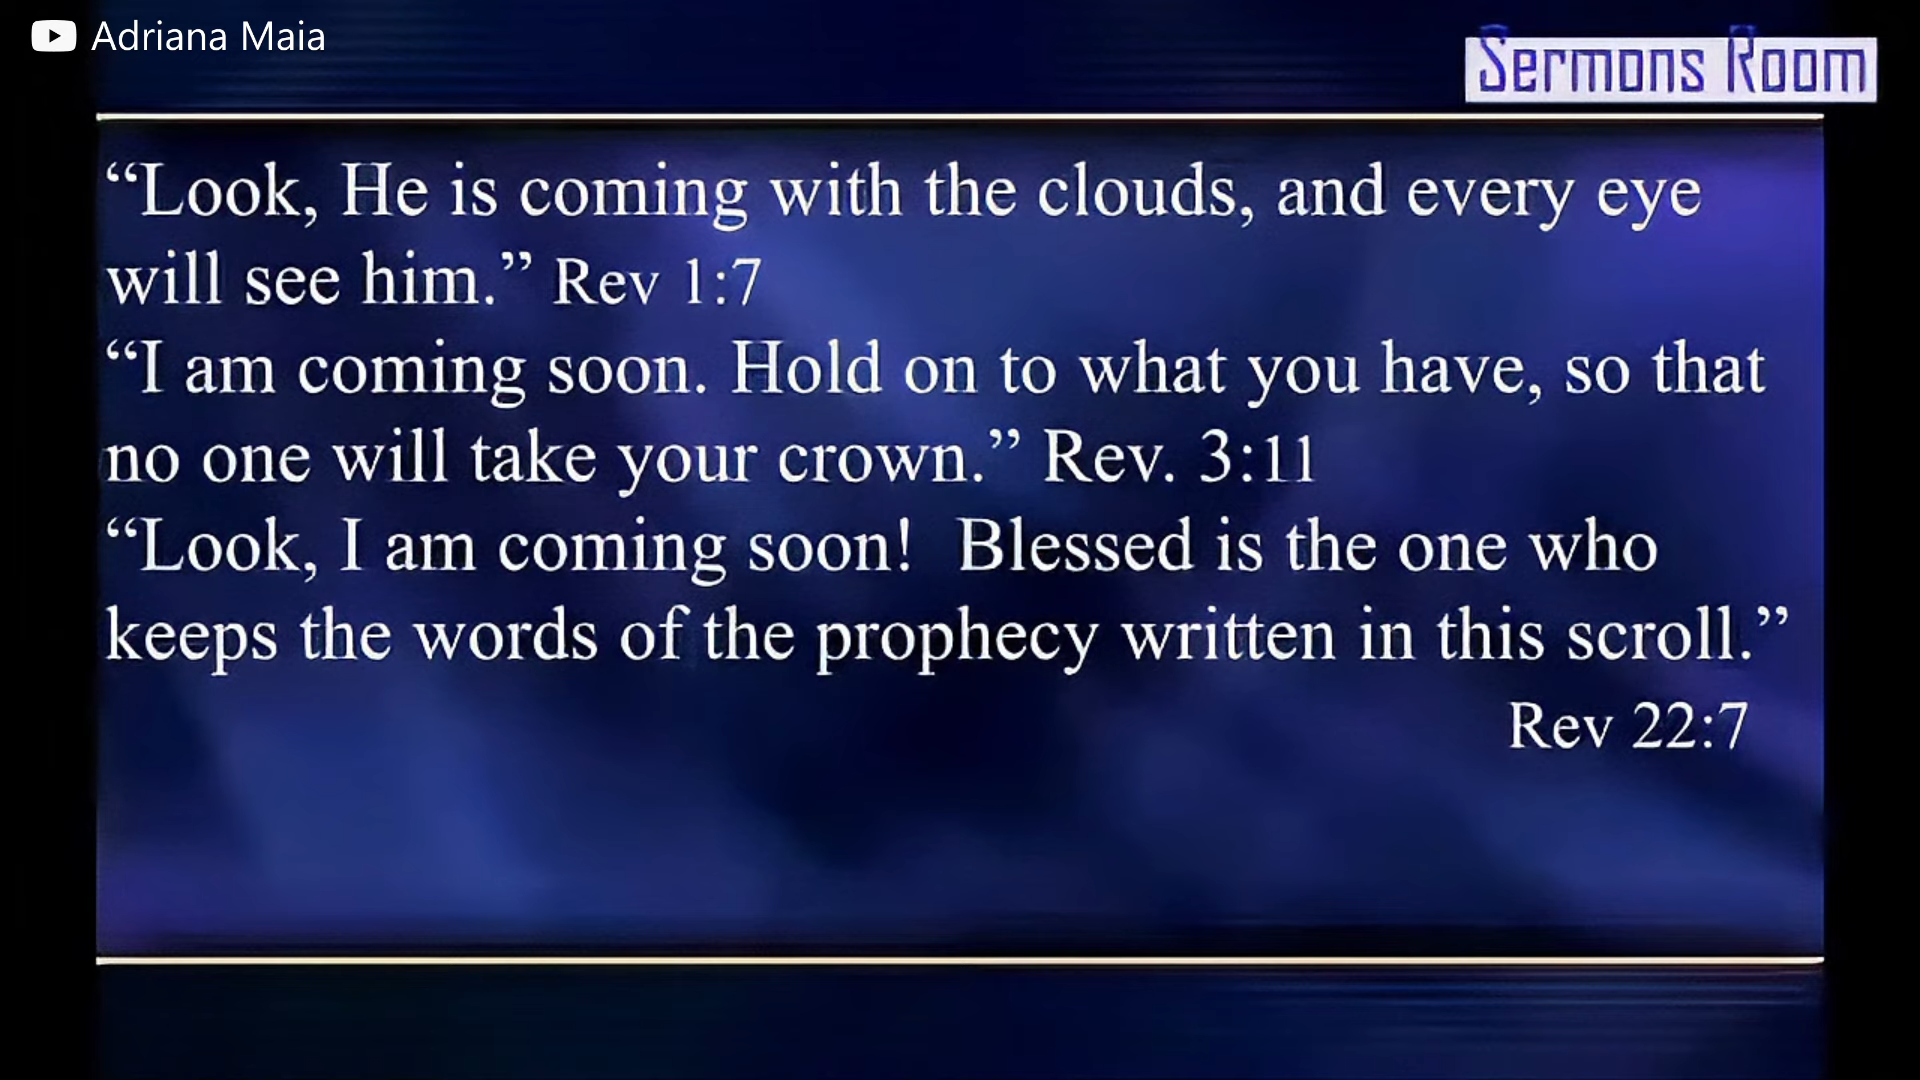 Adriana Maia
Sermons Room
“Look, He is coming with the clouds, and every eye
will see him.” Rev 1:7
“I am coming soon. Hold on to what you have, so that
no one will take your crown.” Rev. 3:11
“Look, I am coming soon!  Blessed is the one who
keeps the words of the prophecy written in this scroll.”
Rev 22:7